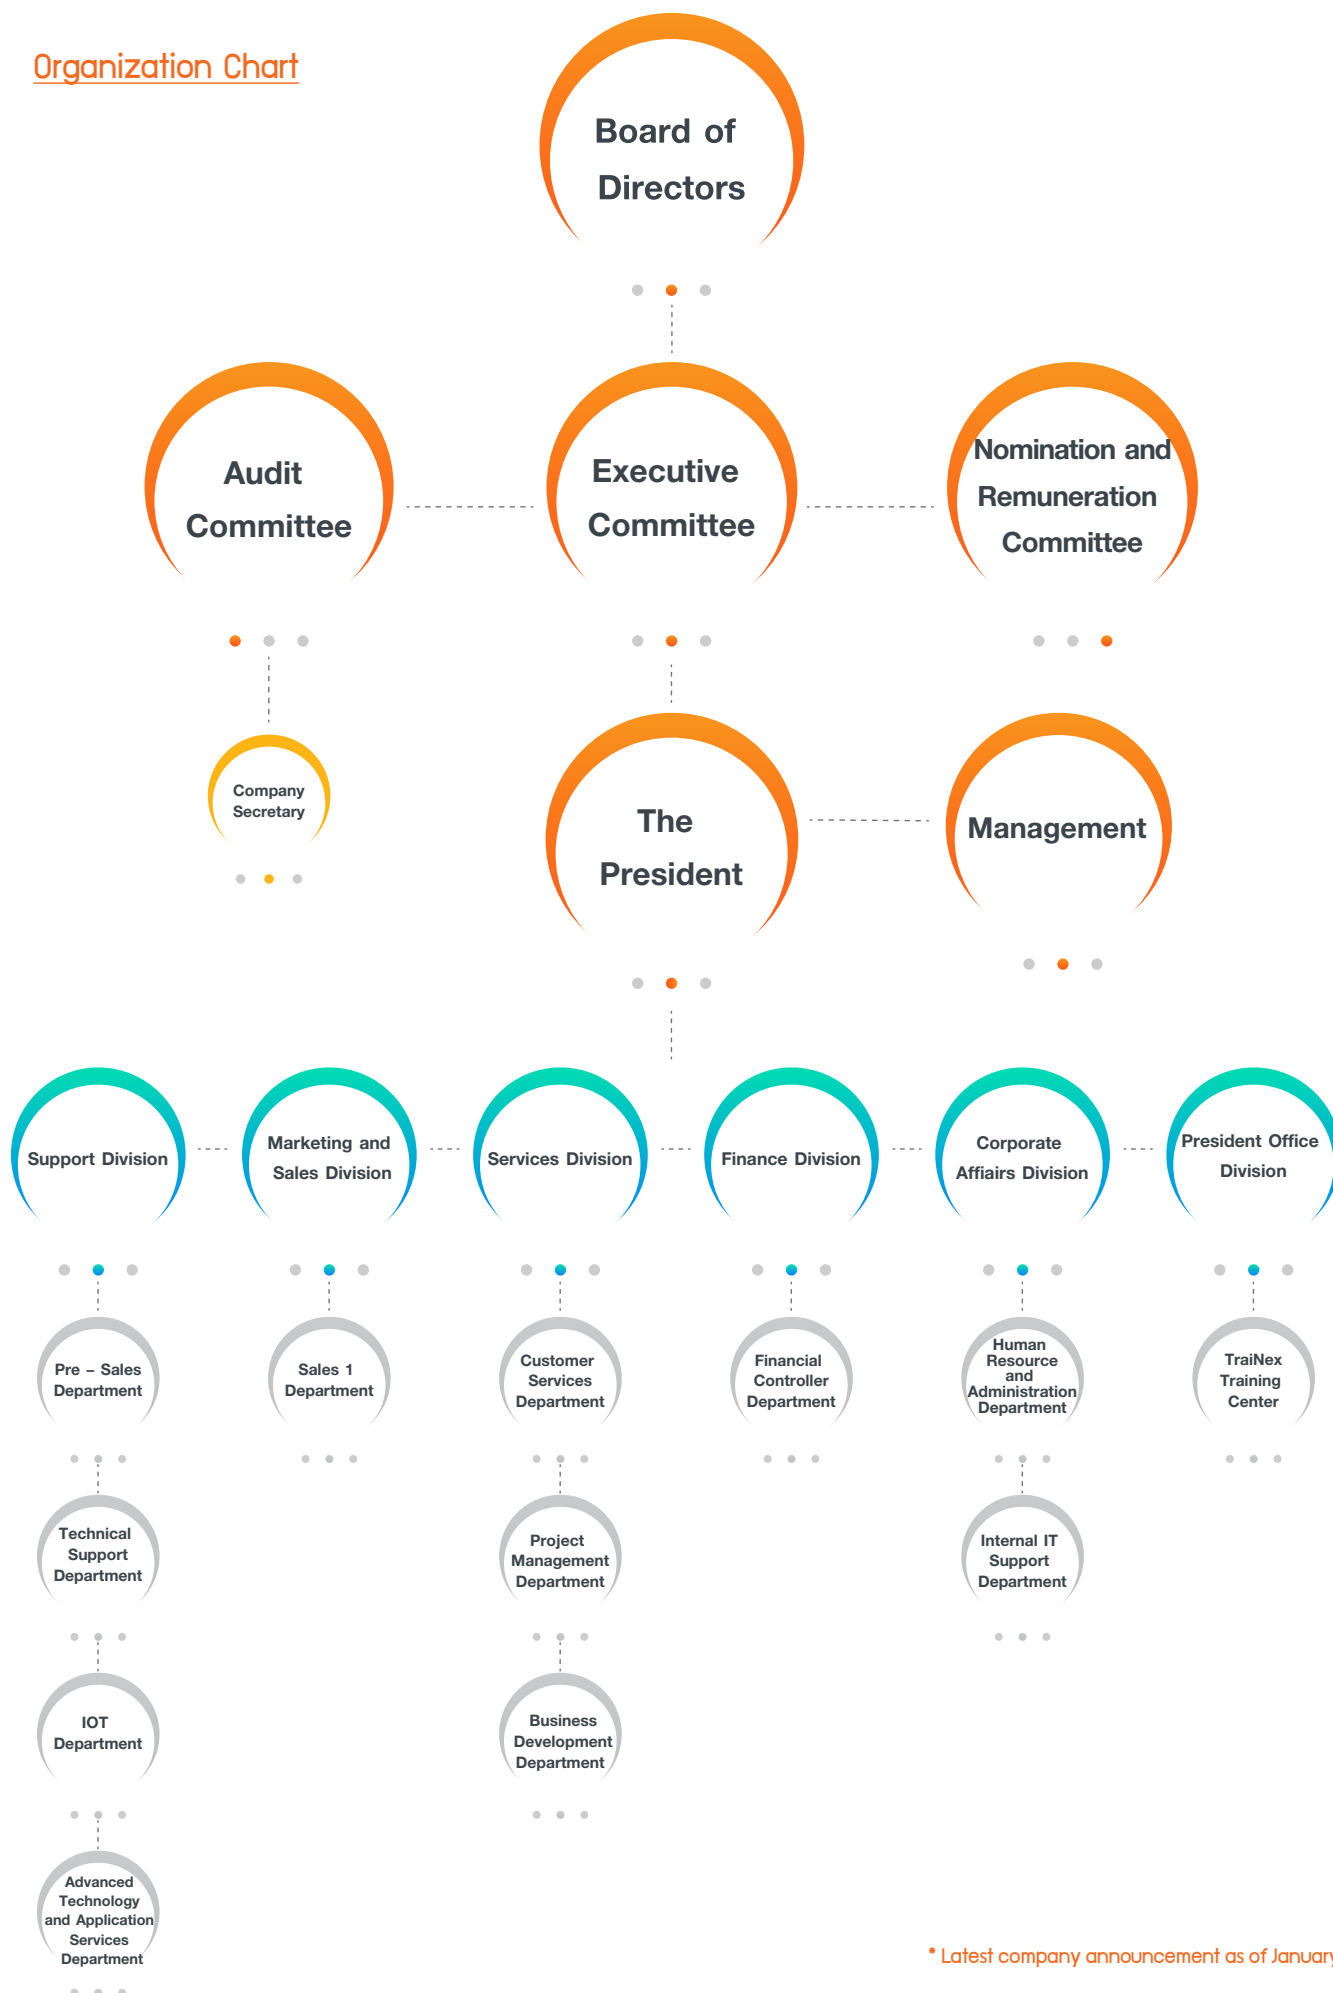 Organization Chart
Board of
Directors
Audit
Committee
Executive
Committee
Nomination and
Remuneration
Committee
Company
Secretary
The
President
Management
Support Division
Marketing and
Sales Division
Services Division
Finance Division
Corporate
Affiairs Division
President Office
Division
Pre – Sales
Department
Sales 1
Department
Customer
Services
Department
Financial
Controller
Department
Human
Resource
and
Administration
Department
TraiNex
Training
Center
Technical
Support
Department
Project
Management
Department
Internal IT
Support
Department
IOT
Department
Business
Development
Department
Advanced
Technology
and Application
Services
Department
* Latest company announcement as of January